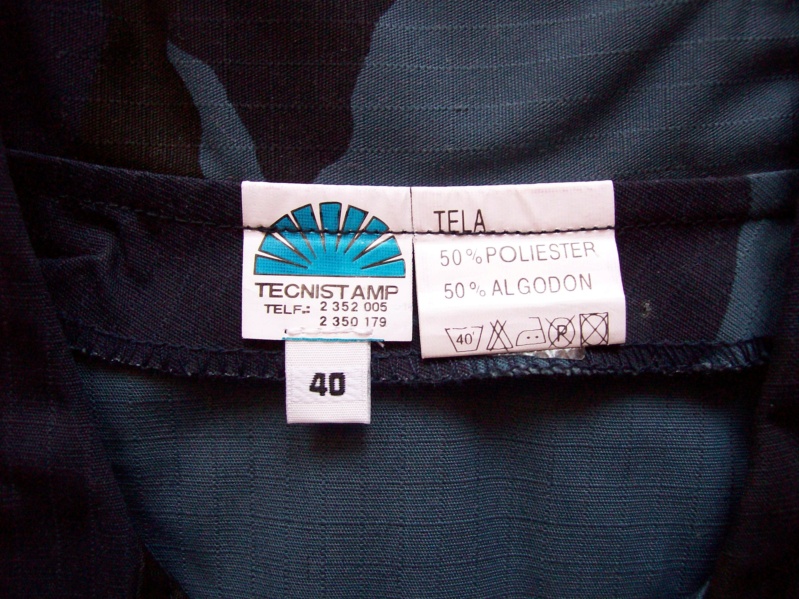 TECNISTAMP
TELF.: 2 352 005
2 350 179
40
TELA
50% POLIESTER
50% ALGODON
40 P